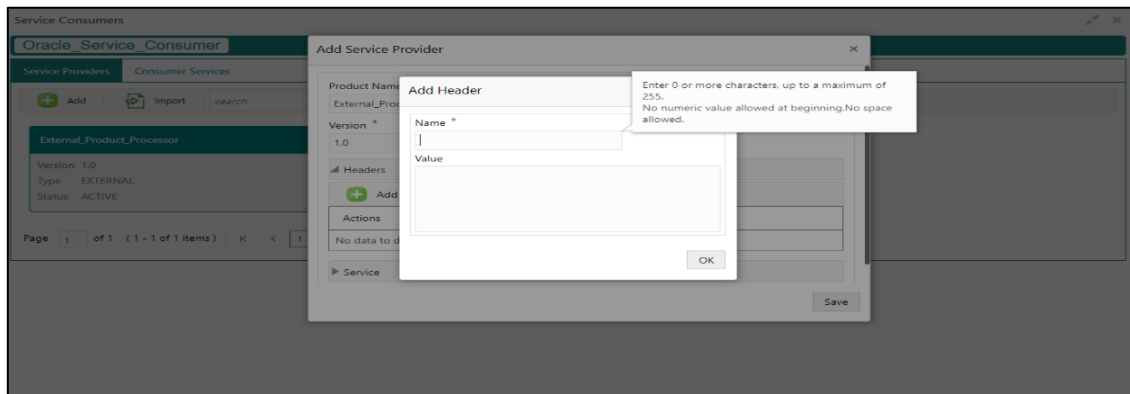 Service Consumers
Oracle_Service_Consumer
Service Providers Consumer Services
Add Import search
External_Product_Processor
Version 1.0
Type EXTERNAL
Status ACTIVE
Page 1 of 1 (1 - 1 of 1 items) K < 1
Add Service Provider ×
Product Name
External_Proc
Version *
1.0
Headers
Add
Actions
No data to d
Service
Save
Add Header
Name *
Value
OK
Enter 0 or more characters, up to a maximum of
255.
No numeric value allowed at beginning.No space
allowed.